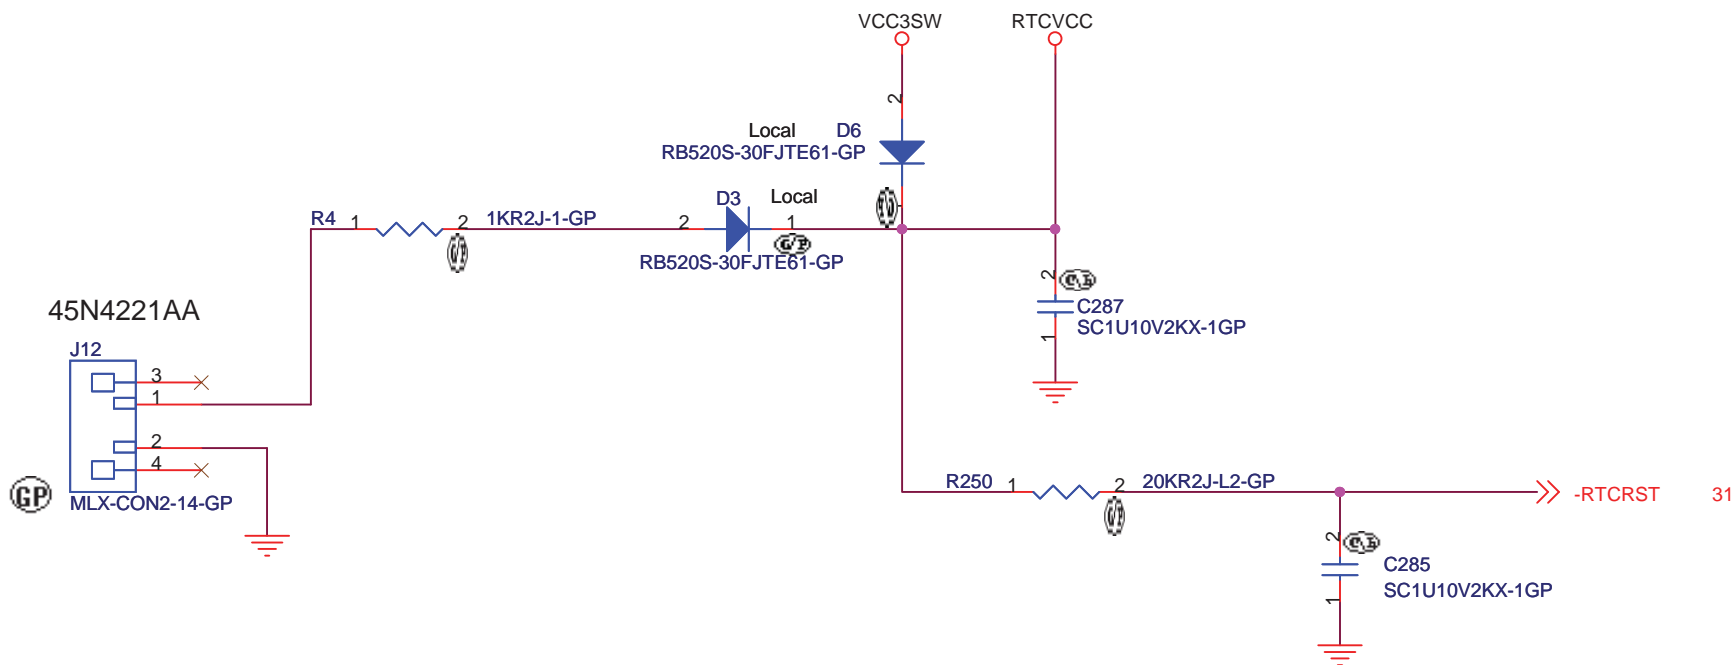 VCC3SW RTCVCC
2
Local D6
RB520S-30FJTE61-GP
D3 Local
R4 1 2 1KR2J-1-GP 2 1 1
G/P
RB520S-30FJTE61-GP
2
C287
SC1U10V2KX-1GP
1
45N4221AA
J12
3
1
2
4
GP
MLX-CON2-14-GP
R250 1 2 20KR2J-L2-GP
-RTCRST 31
2
C285
SC1U10V2KX-1GP
1